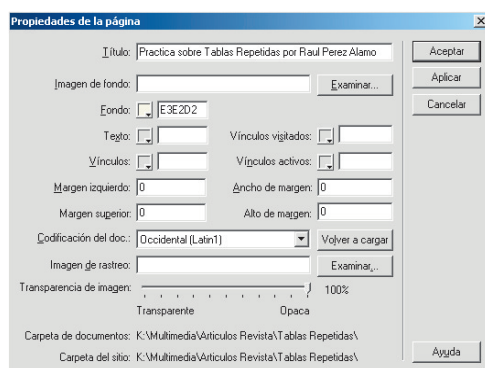 Propiedades de la página
Título: Practica sobre Tablas Repetidas por Raul Perez Alamo
Aceptar
Imagen de fondo:
Examinar...
Aplicar
Fondo: E3E2D2
Cancelar
Texto: Vínculos visitados:
Vínculos: Vínculos activos:
Margen izquierdo: 0 Ancho de margen: 0
Margen superior: 0 Alto de margen: 0
Codificación del doc.: Occidental (Latin1) Volver a cargar
Imagen de rastreo: Examinar...
Transparencia de imagen: 100%
Transparente Opaca
Carpeta de documentos: K:\Multimedia\Articulos Revista\Tablas Repetidas\
Carpeta del sitio: K:\Multimedia\Articulos Revista\Tablas Repetidas\
Ayuda